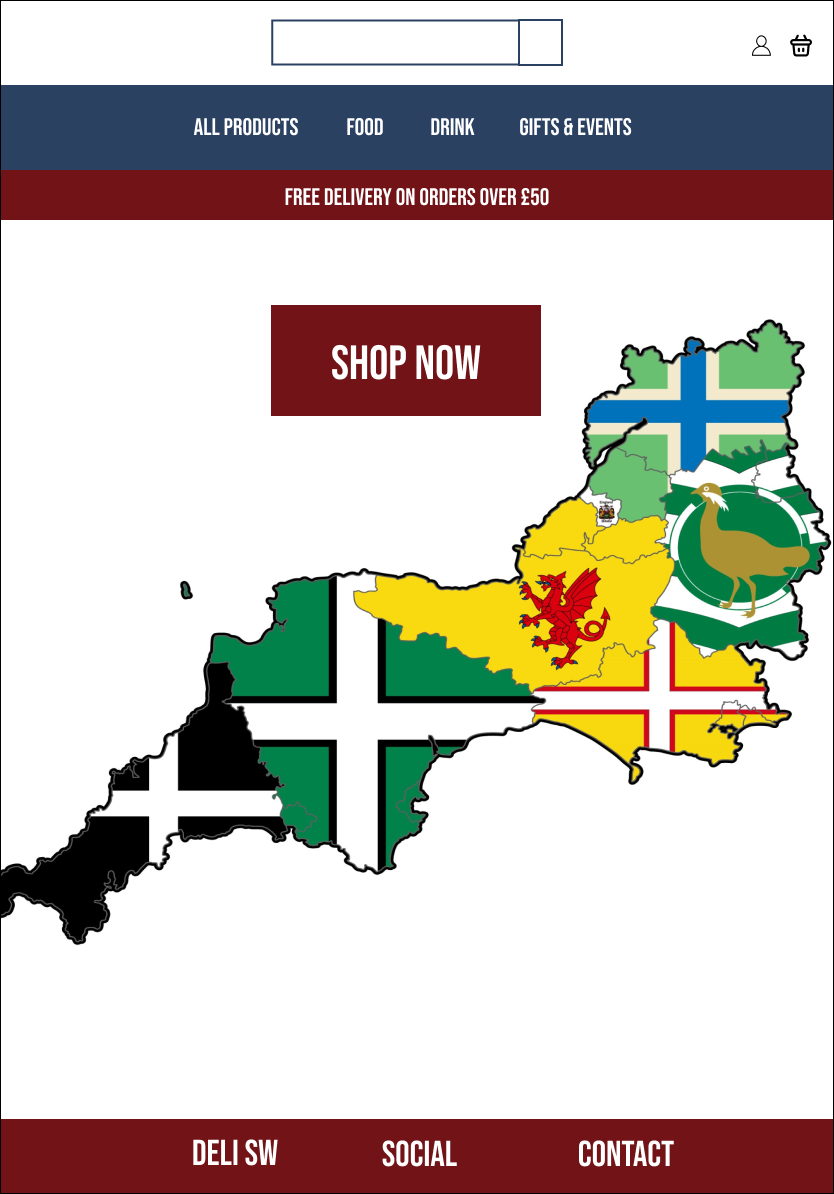 ALL PRODUCTS FOOD DRINK GIFTS & EVENTS
FREE DELIVERY ON ORDERS OVER £50
SHOP NOW
DELI SW SOCIAL CONTACT